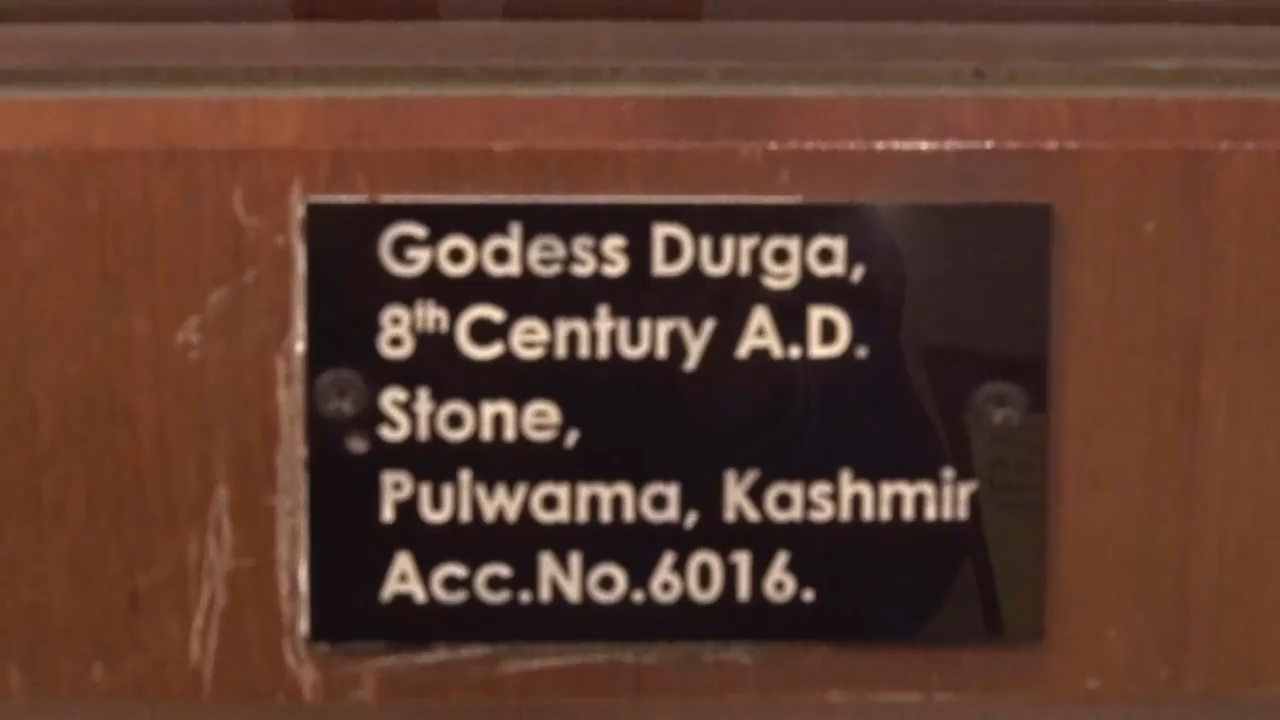 Godess Durga,
8th Century A.D.
Stone,
Pulwama, Kashmir
Acc.No.6016.